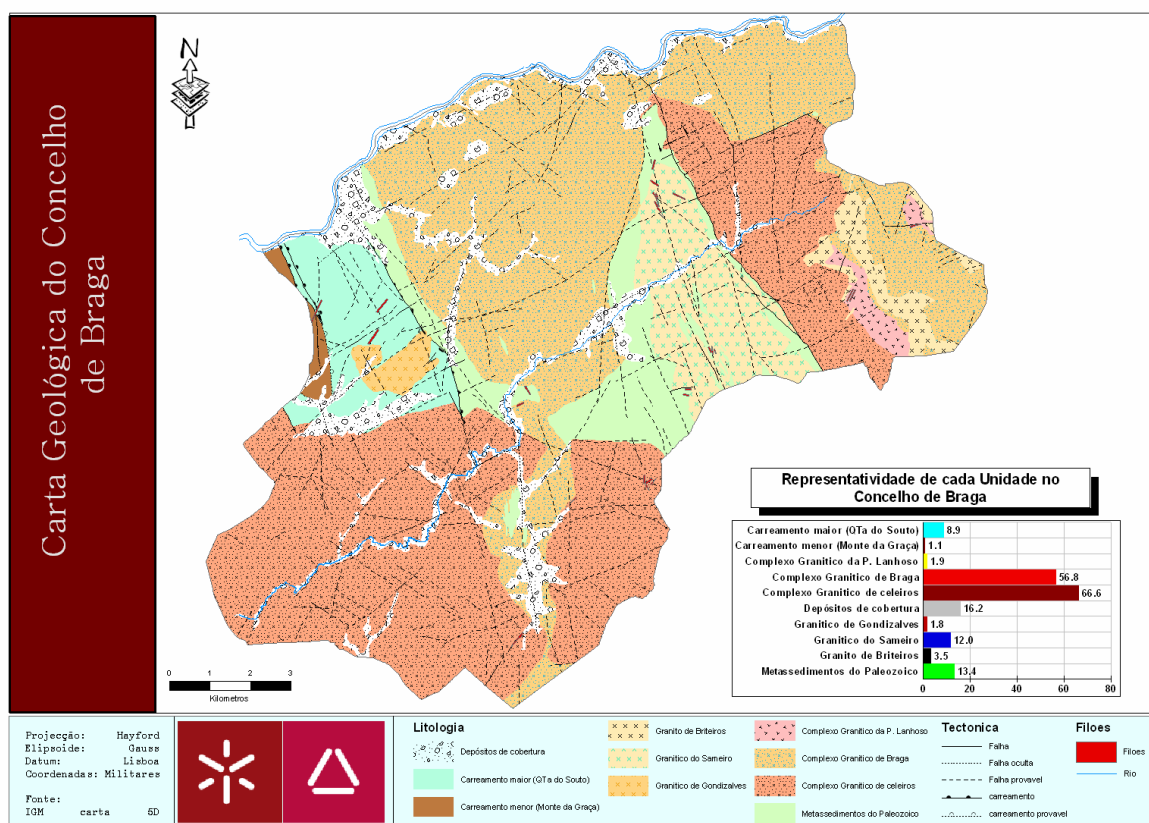 Carta Geológica do Concelho
de Braga
N
Representatividade de cada Unidade no
Concelho de Braga
Carreamento maior (QTa do Souto) 8.9
Carreamento menor (Monte da Graça) 1.1
Complexo Granitico da P. Lanhoso 1.9
Complexo Granitico de Braga 56.8
Complexo Granitico de celeiros 66.6
Depósitos de cobertura 16.2
Granitico de Gondizalves 1.8
Granitico do Sameiro 12.0
Granito de Briteiros 3.5
Metassedimentos do Paleozoico 13.4
0 20 40 60 80
0 1 2 3
Kilometros
Projecção: Hayford
Elipsoide: Gauss
Datum: Lisboa
Coordenadas: Militares
Fonte:
IGM carta 5D
Litologia
Depósitos de cobertura
Carreamento maior (QTa do Souto)
Carreamento menor (Monte da Graça)
Granito de Briteiros
Granitico do Sameiro
Granitico de Gondizalves
Complexo Granitico da P. Lanhoso
Complexo Granitico de Braga
Complexo Granitico de celeiros
Metassedimentos do Paleozoico
Tectonica
Falha
Falha oculta
Falha provavel
carreamento
carreamento provavel
Filoes
Filoes
Rio